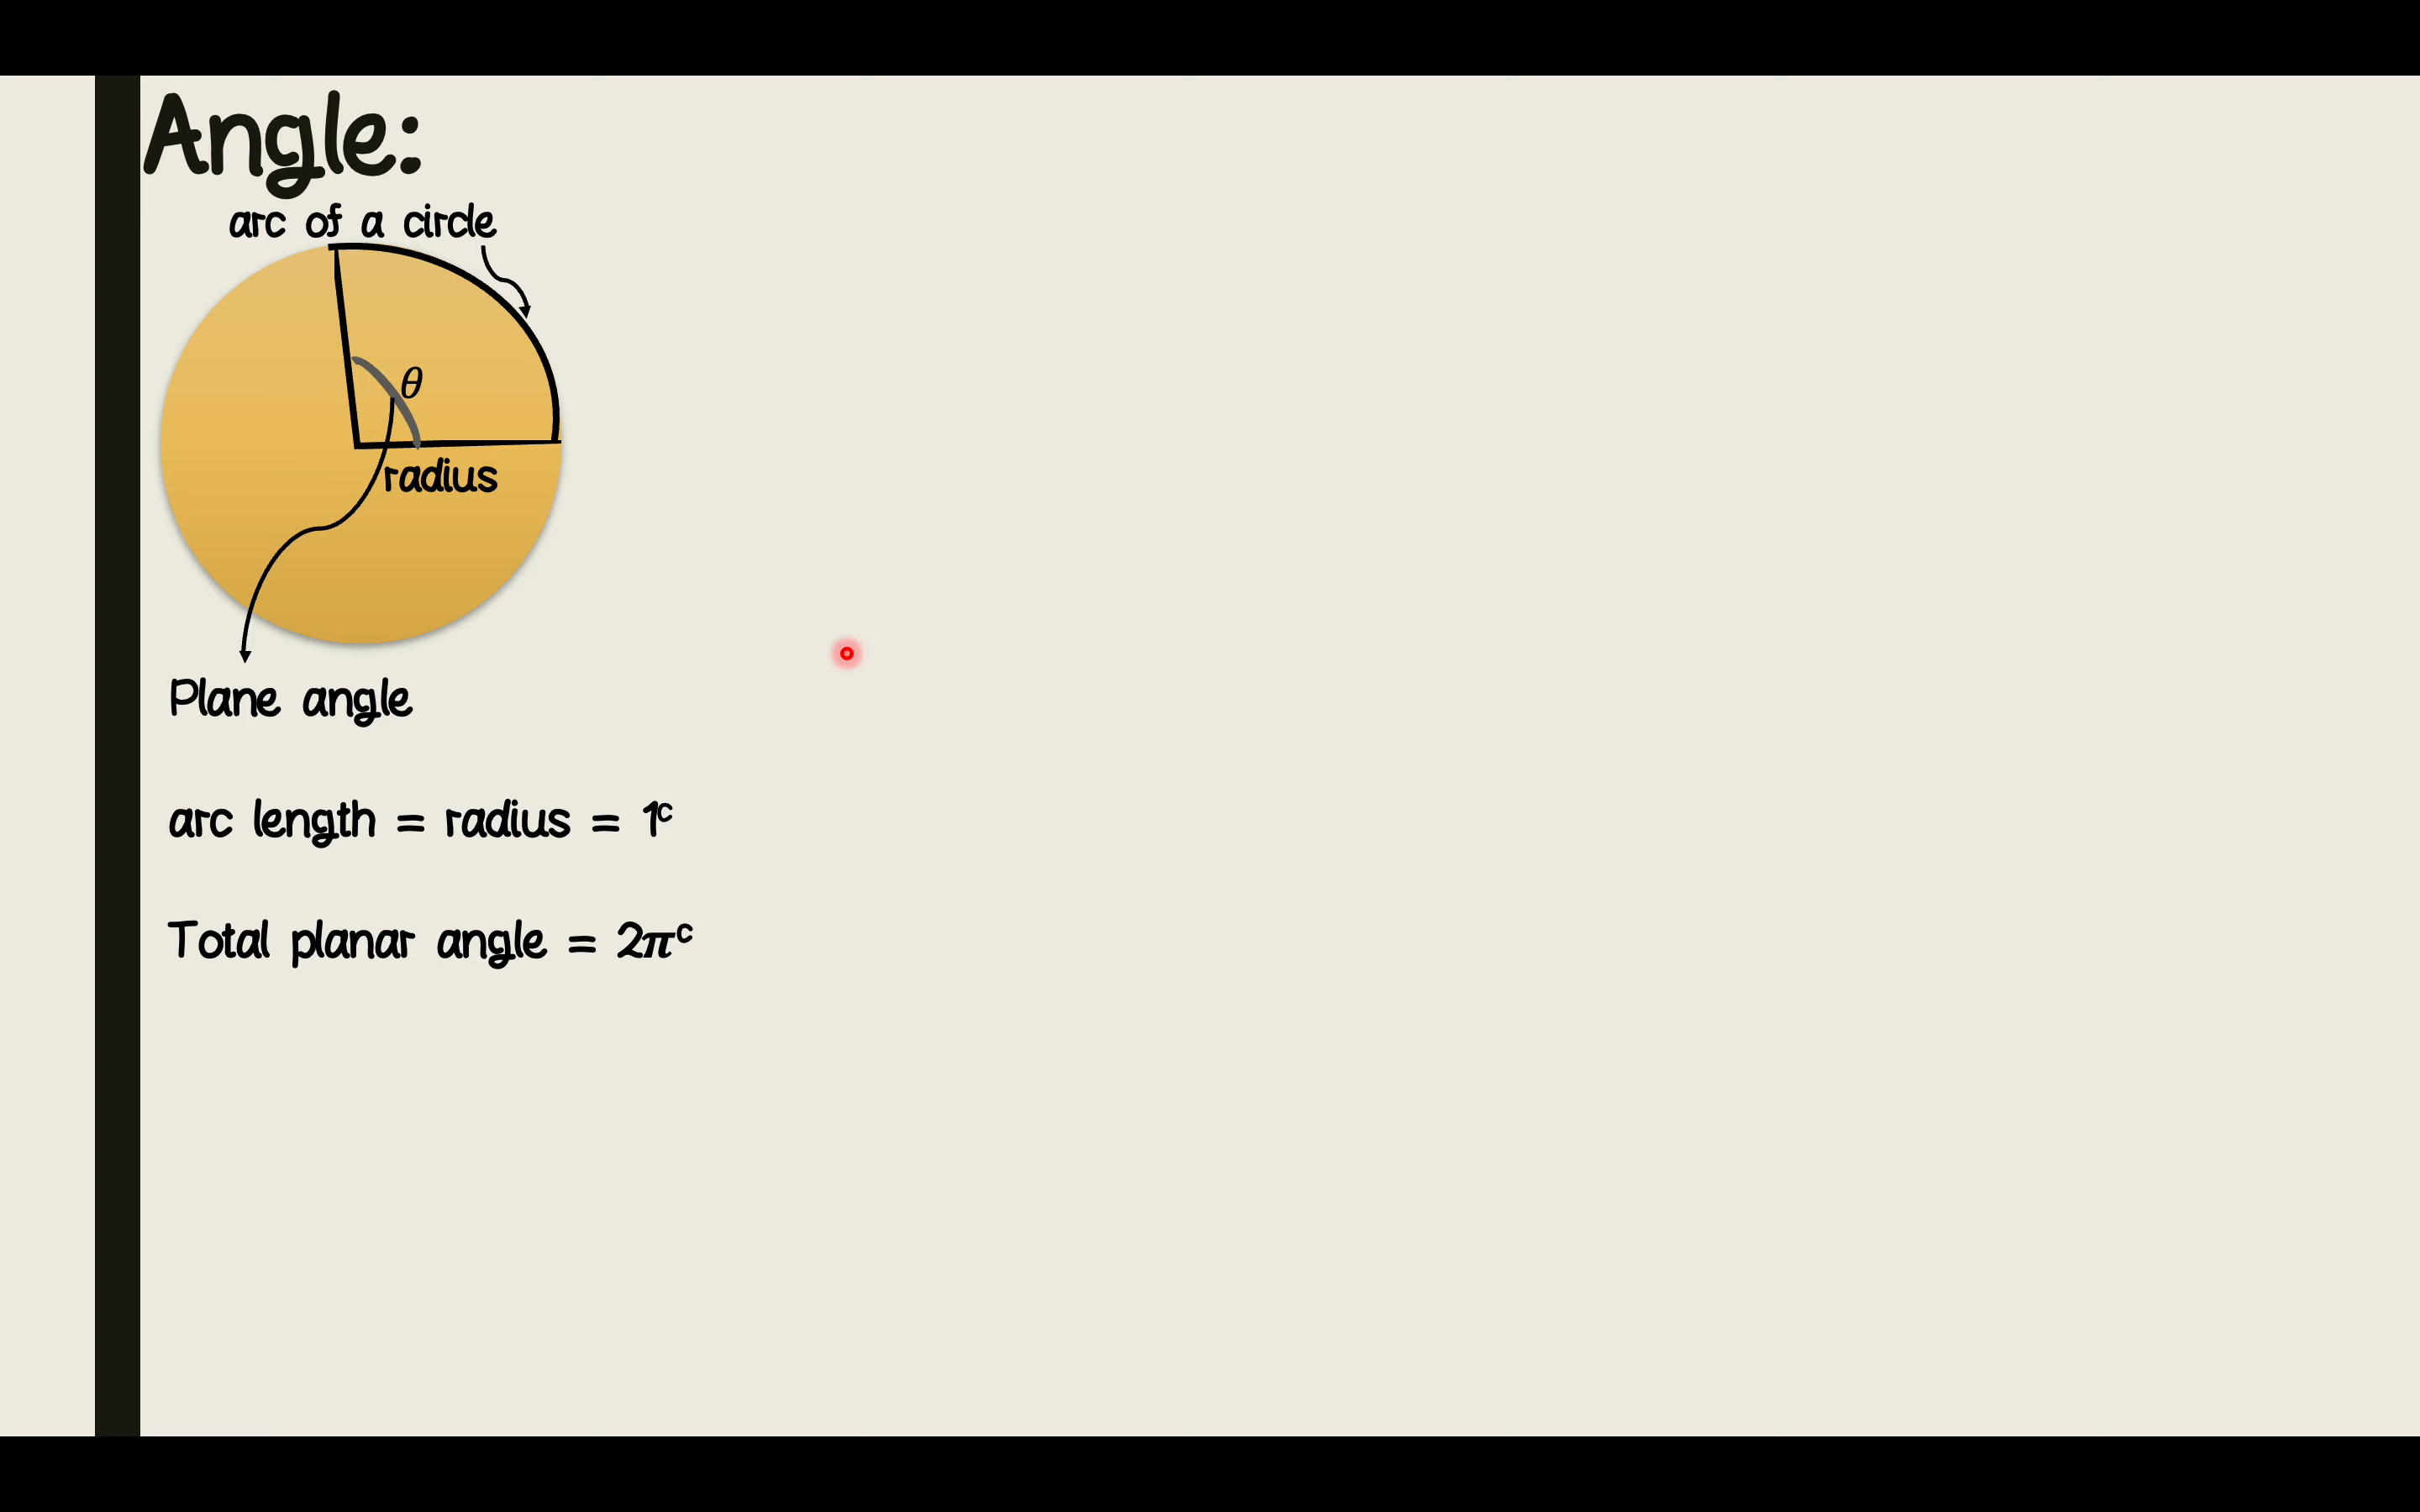 Angle:
arc of a circle
θ
radius
Plane angle
arc length = radius = 1ᶜ
Total planar angle = 2πᶜ